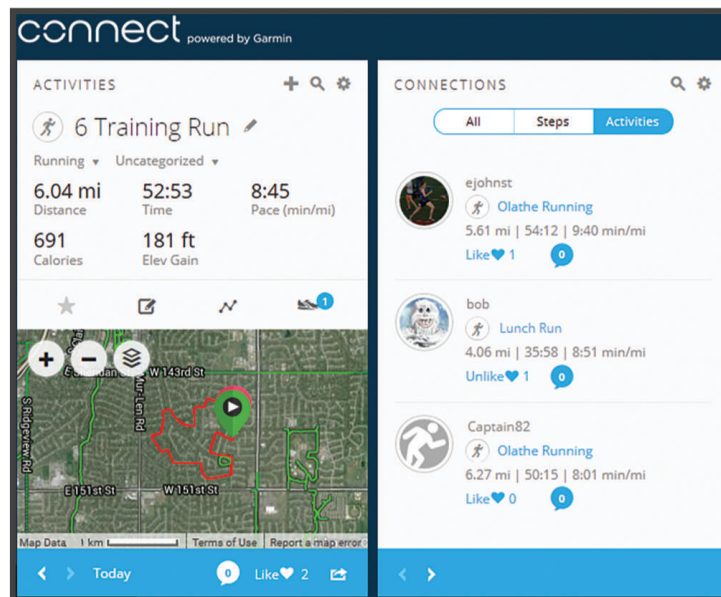 connect powered by Garmin
ACTIVITIES
6 Training Run
Running Uncategorized
6.04 mi 52:53 8:45
Distance Time Pace (min/mi)
691 181 ft
Calories Elev Gain
1
W 143rd St
S Ridgeview Rd
Mur-Len Rd
E 151st St W 151st St
Map Data 1 km Terms of Use Report a map error
Today 0 Like 2
CONNECTIONS
All Steps Activities
ejohnst
Olathe Running
5.61 mi | 54:12 | 9:40 min/mi
Like 1 0
bob
Lunch Run
4.06 mi | 35:58 | 8:51 min/mi
Unlike 1 0
Captain82
Olathe Running
6.27 mi | 50:15 | 8:01 min/mi
Like 0 0